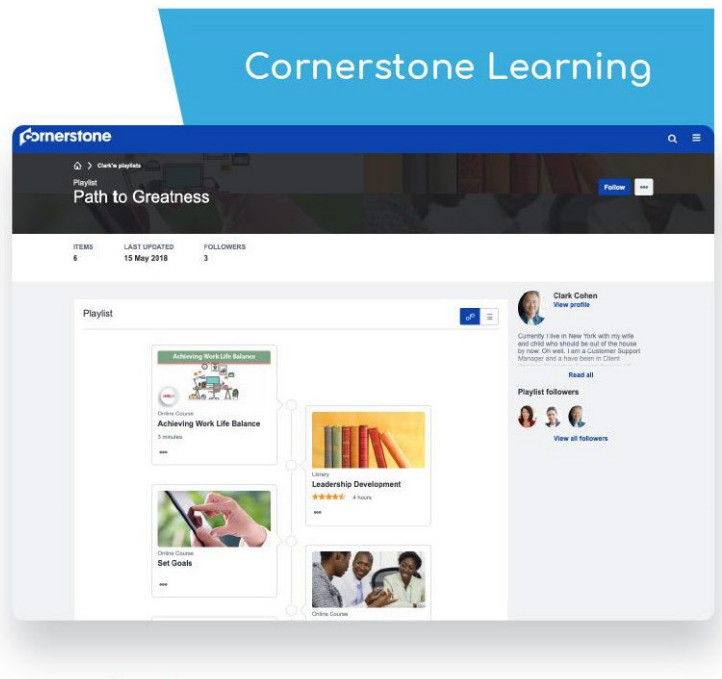 Cornerstone Learning
cornerstone
Clark's playlists
Playlist
Path to Greatness
Follow
ITEMS
6
LAST UPDATED
15 May 2018
FOLLOWERS
3
Playlist
Achieving Work Life Balance
Online Course
Achieving Work Life Balance
3 minutes
Library
Leadership Development
4 hours
Online Course
Set Goals
Online Course
Clark Cohen
View profile
Currently I live in New York with my wife
and child who should be out of the house
by now. Oh well. I am a Customer Support
Manager and a have been in Client
Read all
Playlist followers
View all followers